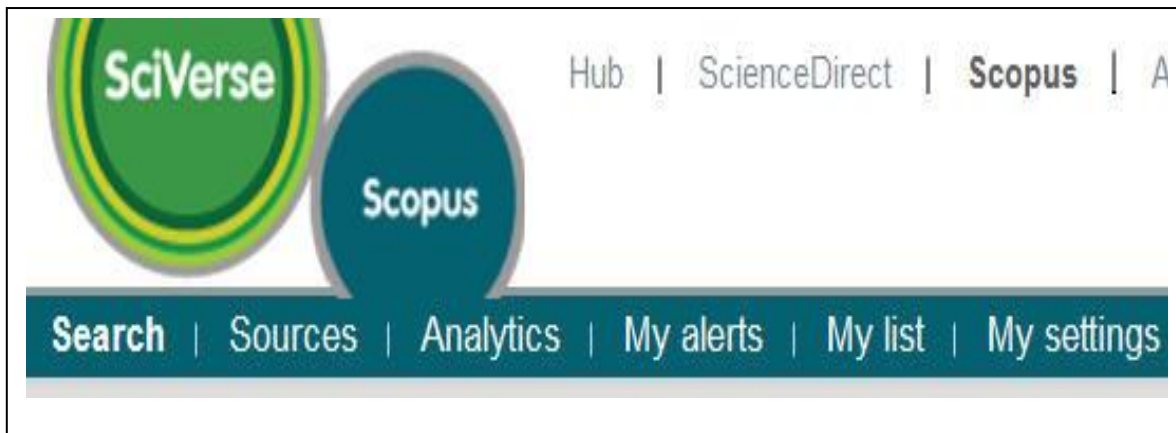 SciVerse
Hub | ScienceDirect | Scopus | A
Scopus
Search | Sources | Analytics | My alerts | My list | My settings